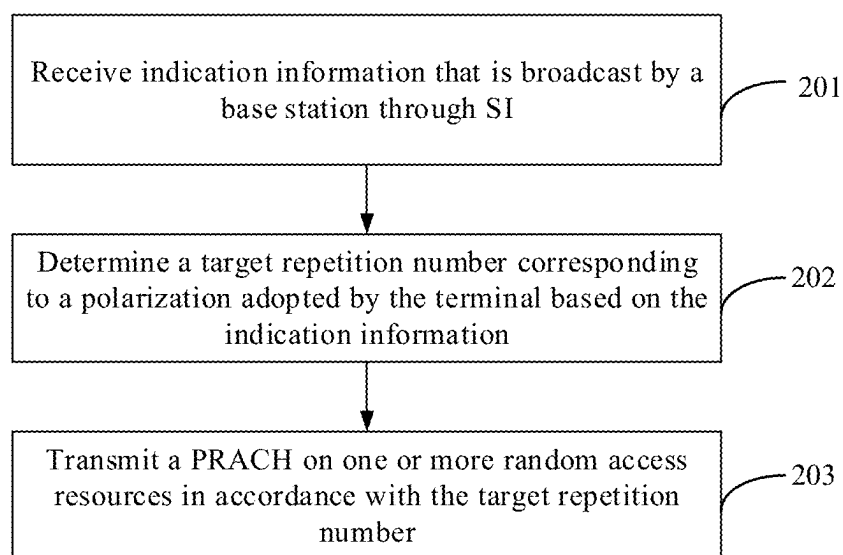 Receive indication information that is broadcast by a
base station through SI
201
Determine a target repetition number corresponding
to a polarization adopted by the terminal based on the
indication information
202
Transmit a PRACH on one or more random access
resources in accordance with the target repetition
number
203